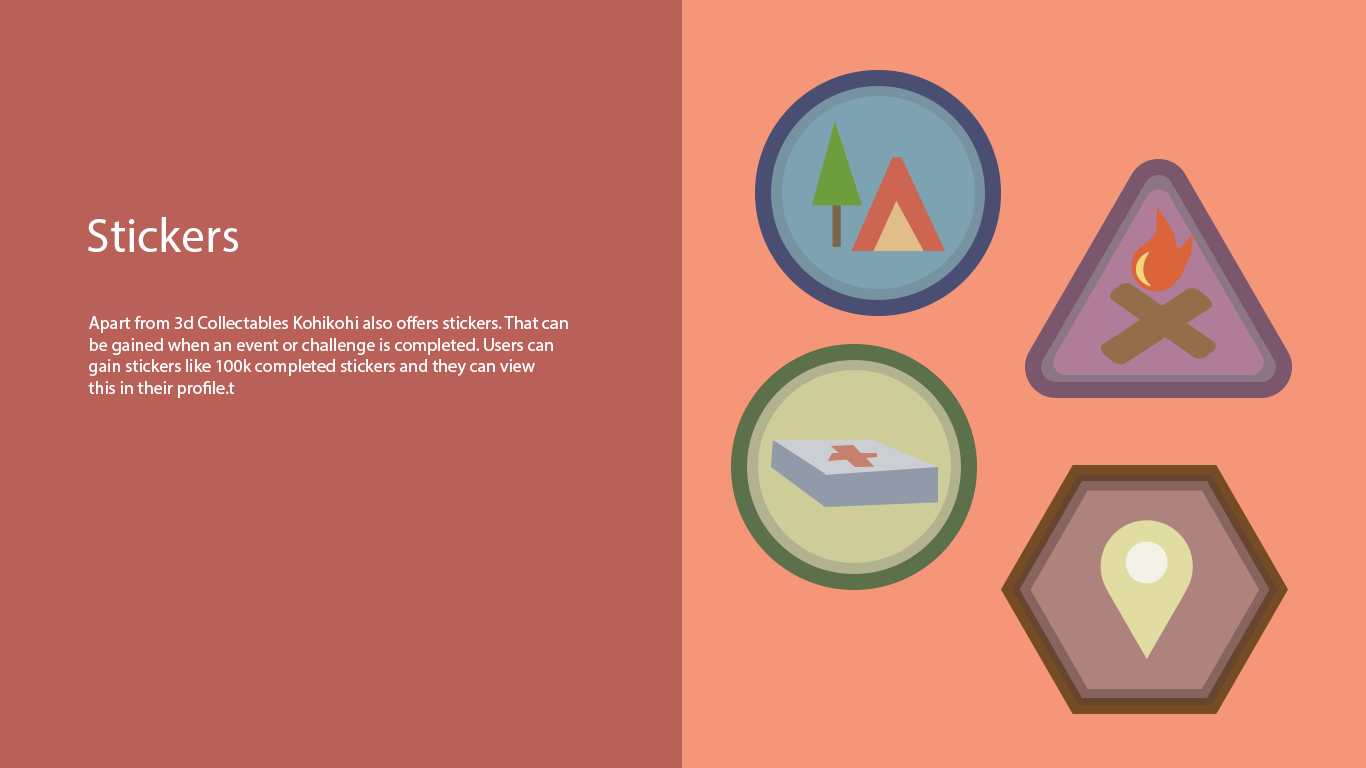 Stickers
Apart from 3d Collectables Kohikohi also offers stickers. That can
be gained when an event or challenge is completed. Users can
gain stickers like 100k completed stickers and they can view
this in their profile.t